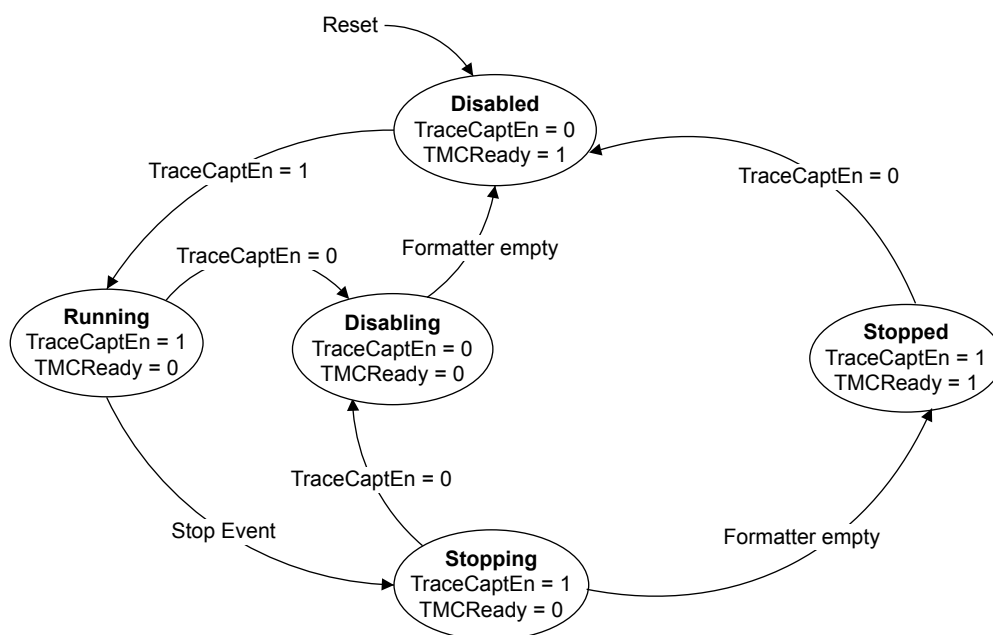 Reset
Disabled
TraceCaptEn = 0
TMCReady = 1
TraceCaptEn = 1
TraceCaptEn = 0
Formatter empty
TraceCaptEn = 0
Running
TraceCaptEn = 1
TMCReady = 0
Disabling
TraceCaptEn = 0
TMCReady = 0
Stopped
TraceCaptEn = 1
TMCReady = 1
TraceCaptEn = 0
Stop Event
Formatter empty
Stopping
TraceCaptEn = 1
TMCReady = 0